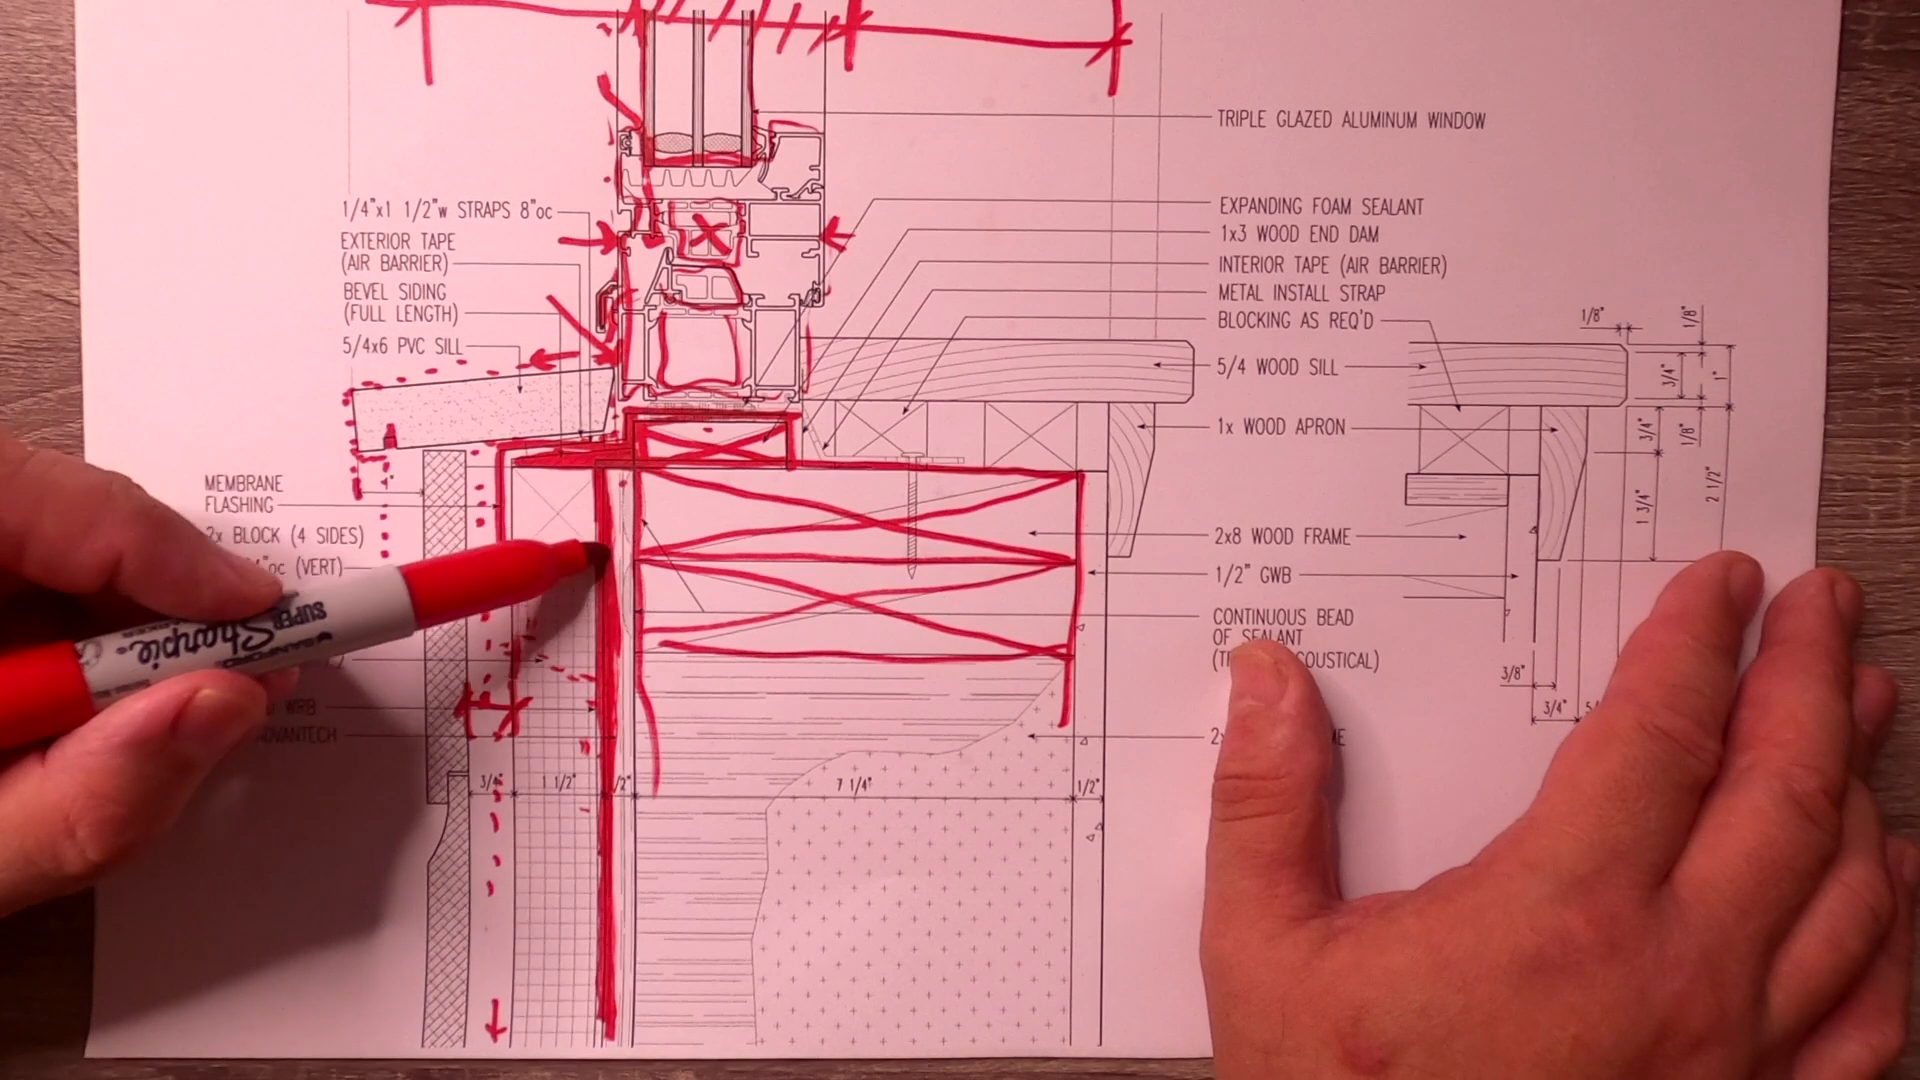 TRIPLE GLAZED ALUMINUM WINDOW
1/4"x1 1/2"w STRAPS 8"oc
EXTERIOR TAPE
(AIR BARRIER)
BEVEL SIDING
(FULL LENGTH)
5/4x6 PVC SILL
EXPANDING FOAM SEALANT
1x3 WOOD END DAM
INTERIOR TAPE (AIR BARRIER)
METAL INSTALL STRAP
BLOCKING AS REQ'D
5/4 WOOD SILL
1x WOOD APRON
1/8"
1/8"
3/4"
1"
3/4"
1/8"
1 3/4"
2 1/2"
MEMBRANE
FLASHING
2x BLOCK (4 SIDES)
oc (VERT)
2x8 WOOD FRAME
1/2" GWB
CONTINUOUS BEAD
OF SEALANT
COUSTICAL)
3/8"
3/4"
WRB
3/4"
1 1/2"
1/2"
7 1/4"
1/2"
SANFORD
SUPER Sharpie